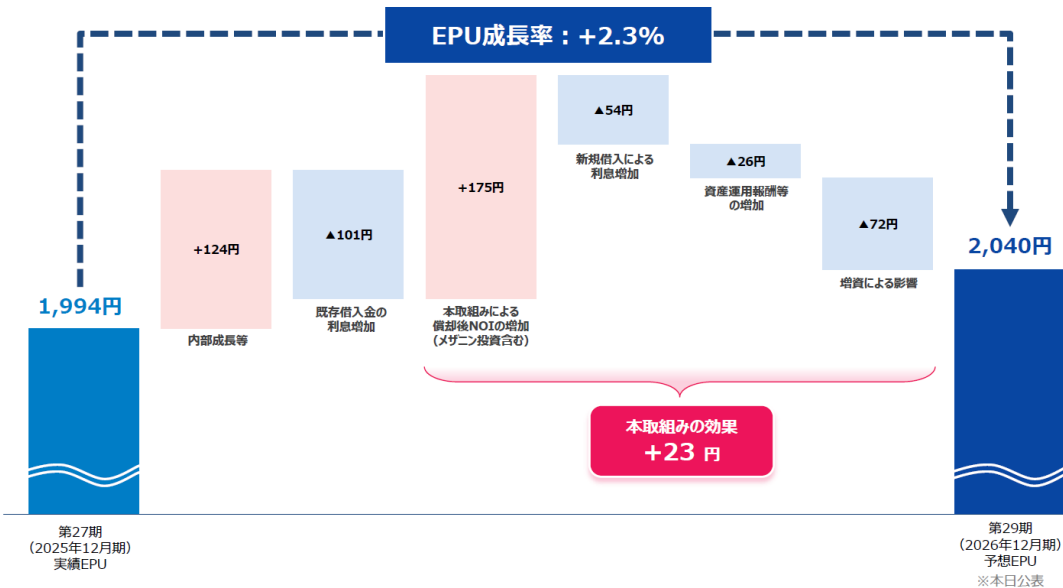 EPU成長率：+2.3%
▲54円
新規借入による
利息増加
▲26円
資産運用報酬等
の増加
+175円
本取組みによる
償却後NOIの増加
(メザニン投資含む)
▲72円
増資による影響
+124円
内部成長等
▲101円
既存借入金の
利息増加
1,994円
2,040円
本取組みの効果
+23 円
第27期
（2025年12月期）
実績EPU
第29期
（2026年12月期）
予想EPU
※本日公表